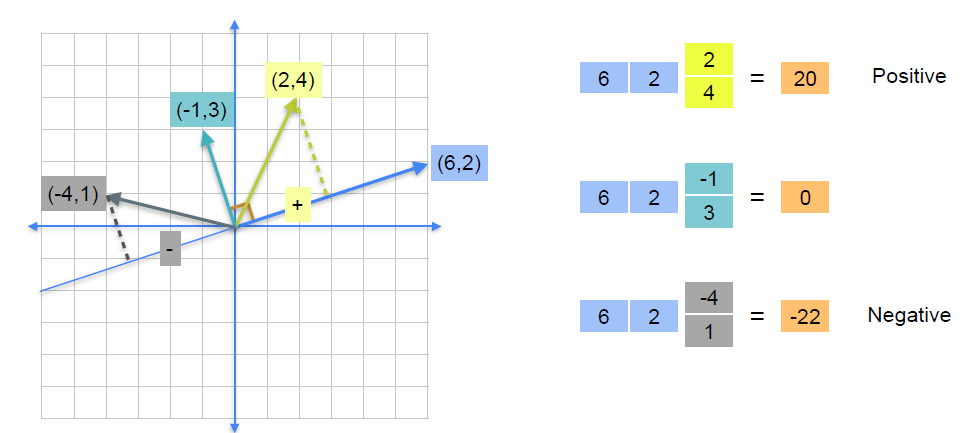 (2,4)
(-1,3)
(6,2)
(-4,1)
+
-
6 2 2 4 = 20 Positive
6 2 -1 3 = 0
6 2 -4 1 = -22 Negative